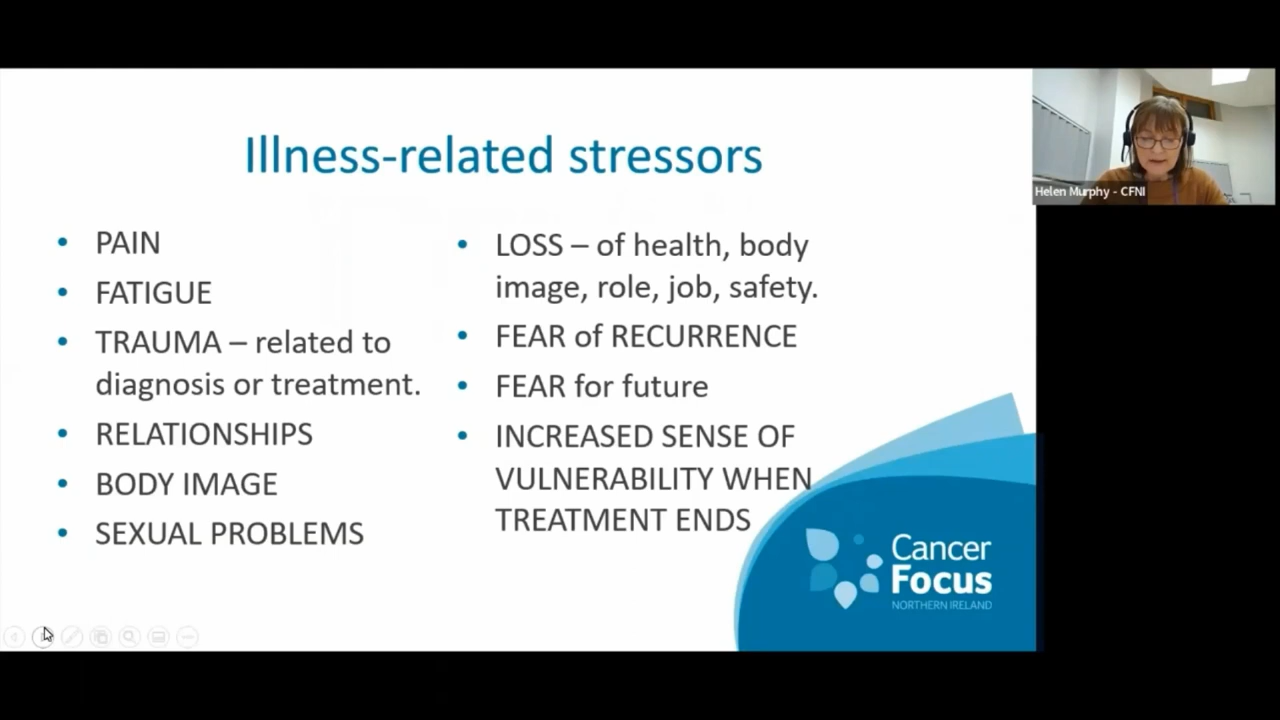 Illness-related stressors
• PAIN
• FATIGUE
• TRAUMA – related to
diagnosis or treatment.
• RELATIONSHIPS
• BODY IMAGE
• SEXUAL PROBLEMS
• LOSS – of health, body
image, role, job, safety.
• FEAR of RECURRENCE
• FEAR for future
• INCREASED SENSE OF
VULNERABILITY WHEN
TREATMENT ENDS
Cancer
Focus
NORTHERN IRELAND
Helen Murphy - CFNI